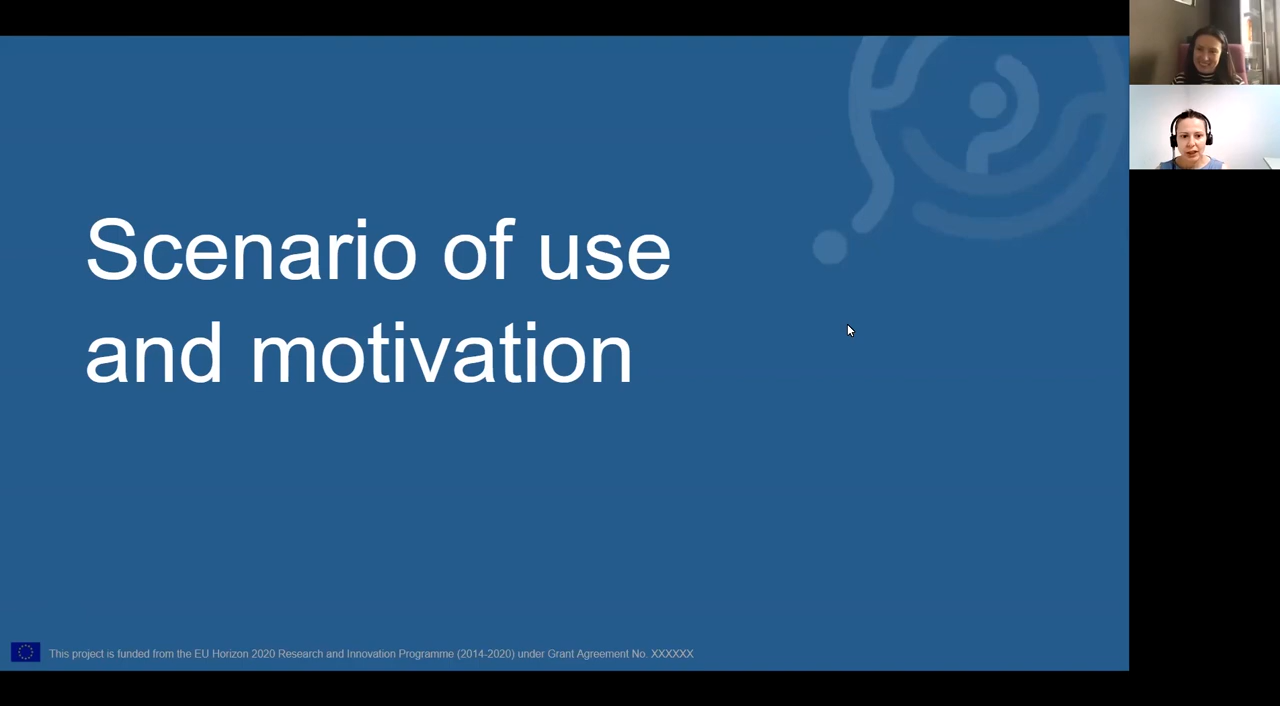 Scenario of use
and motivation
This project is funded from the EU Horizon 2020 Research and Innovation Programme (2014-2020) under Grant Agreement No. XXXXXX